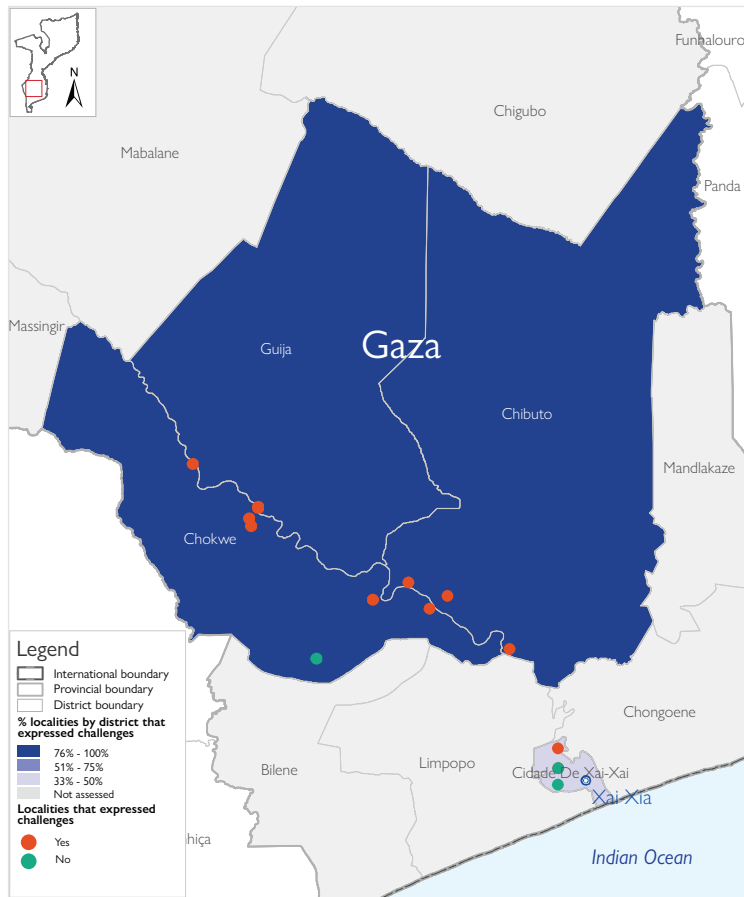 N
Funhalouro
Chigubo
Mabalane
Panda
Massingir
Gaza
Guija
Chibuto
Mandlakaze
Chokwe
Legend
International boundary
Provincial boundary
District boundary
% localities by district that
expressed challenges
76% - 100%
51% - 75%
33% - 50%
Not assessed
Localities that expressed
challenges
Yes
No
Chongoene
Bilene
Limpopo
Cidade De Xai-Xai
Xai-Xia
hiça
Indian Ocean